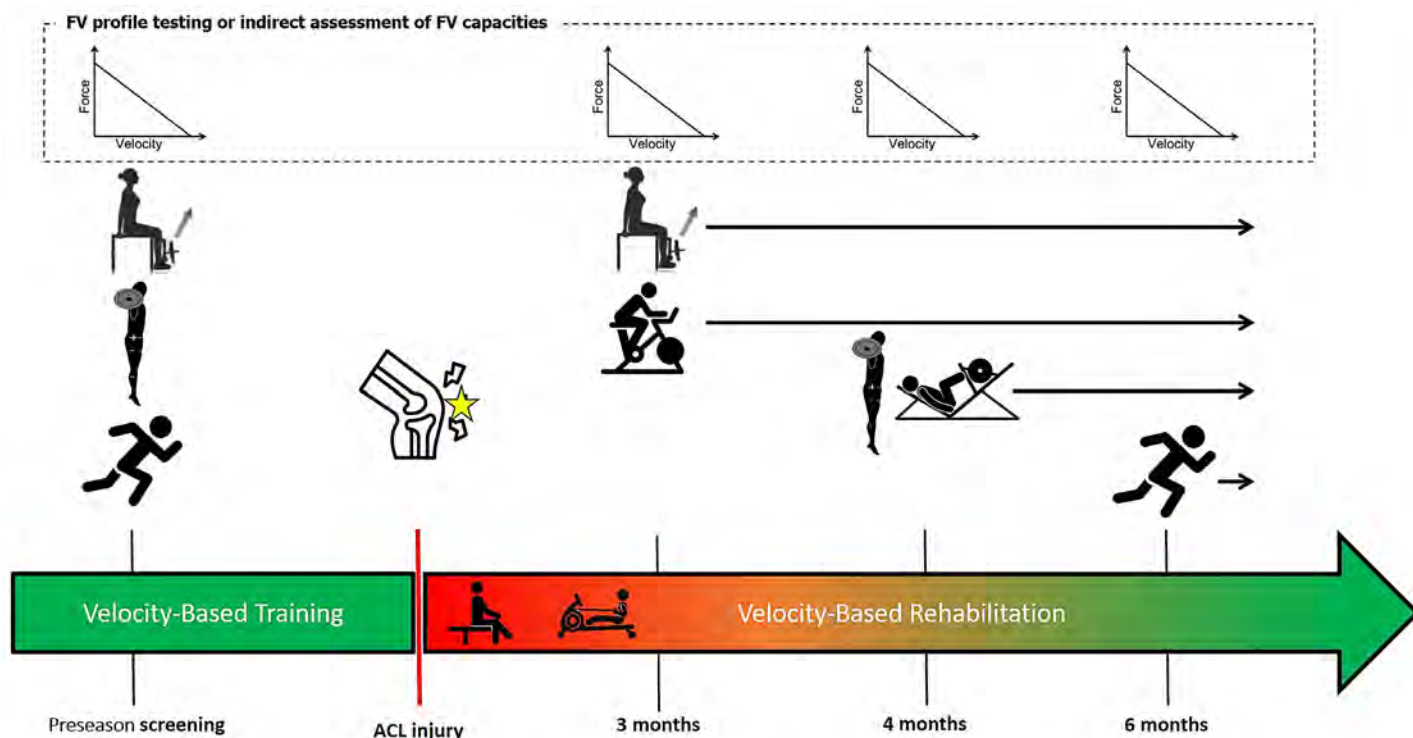 FV profile testing or indirect assessment of FV capacities
Force
Velocity
Force
Velocity
Force
Velocity
Force
Velocity
Velocity-Based Training
Velocity-Based Rehabilitation
Preseason screening
ACL injury
3 months
4 months
6 months